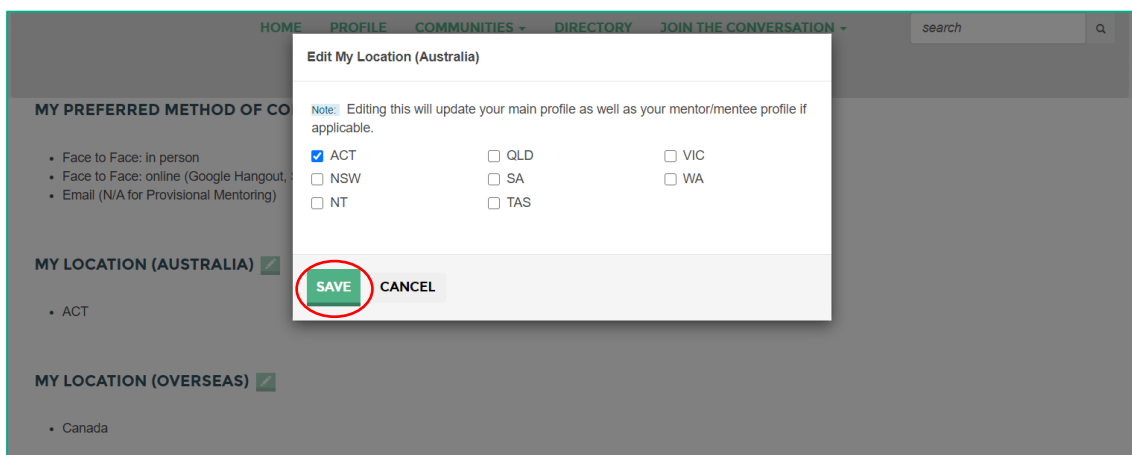 HOME PROFILE COMMUNITIES DIRECTORY JOIN THE CONVERSATION search
Edit My Location (Australia)
Note: Editing this will update your main profile as well as your mentor/mentee profile if
applicable.
ACT QLD VIC
NSW SA WA
NT TAS
SAVE CANCEL
MY PREFERRED METHOD OF CO
• Face to Face: in person
• Face to Face: online (Google Hangout,
• Email (N/A for Provisional Mentoring)
MY LOCATION (AUSTRALIA)
• ACT
MY LOCATION (OVERSEAS)
• Canada